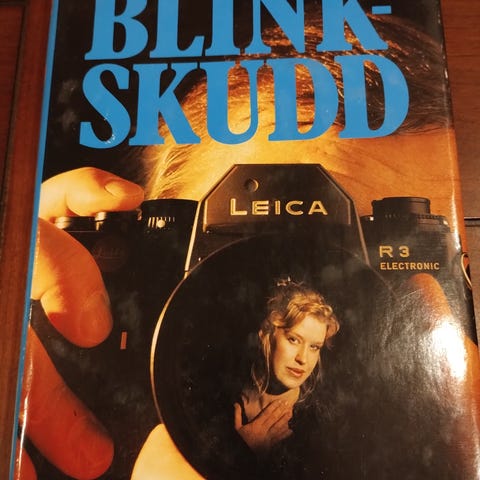 BLINK-
SKUDD
LEICA
R3
ELECTRONIC